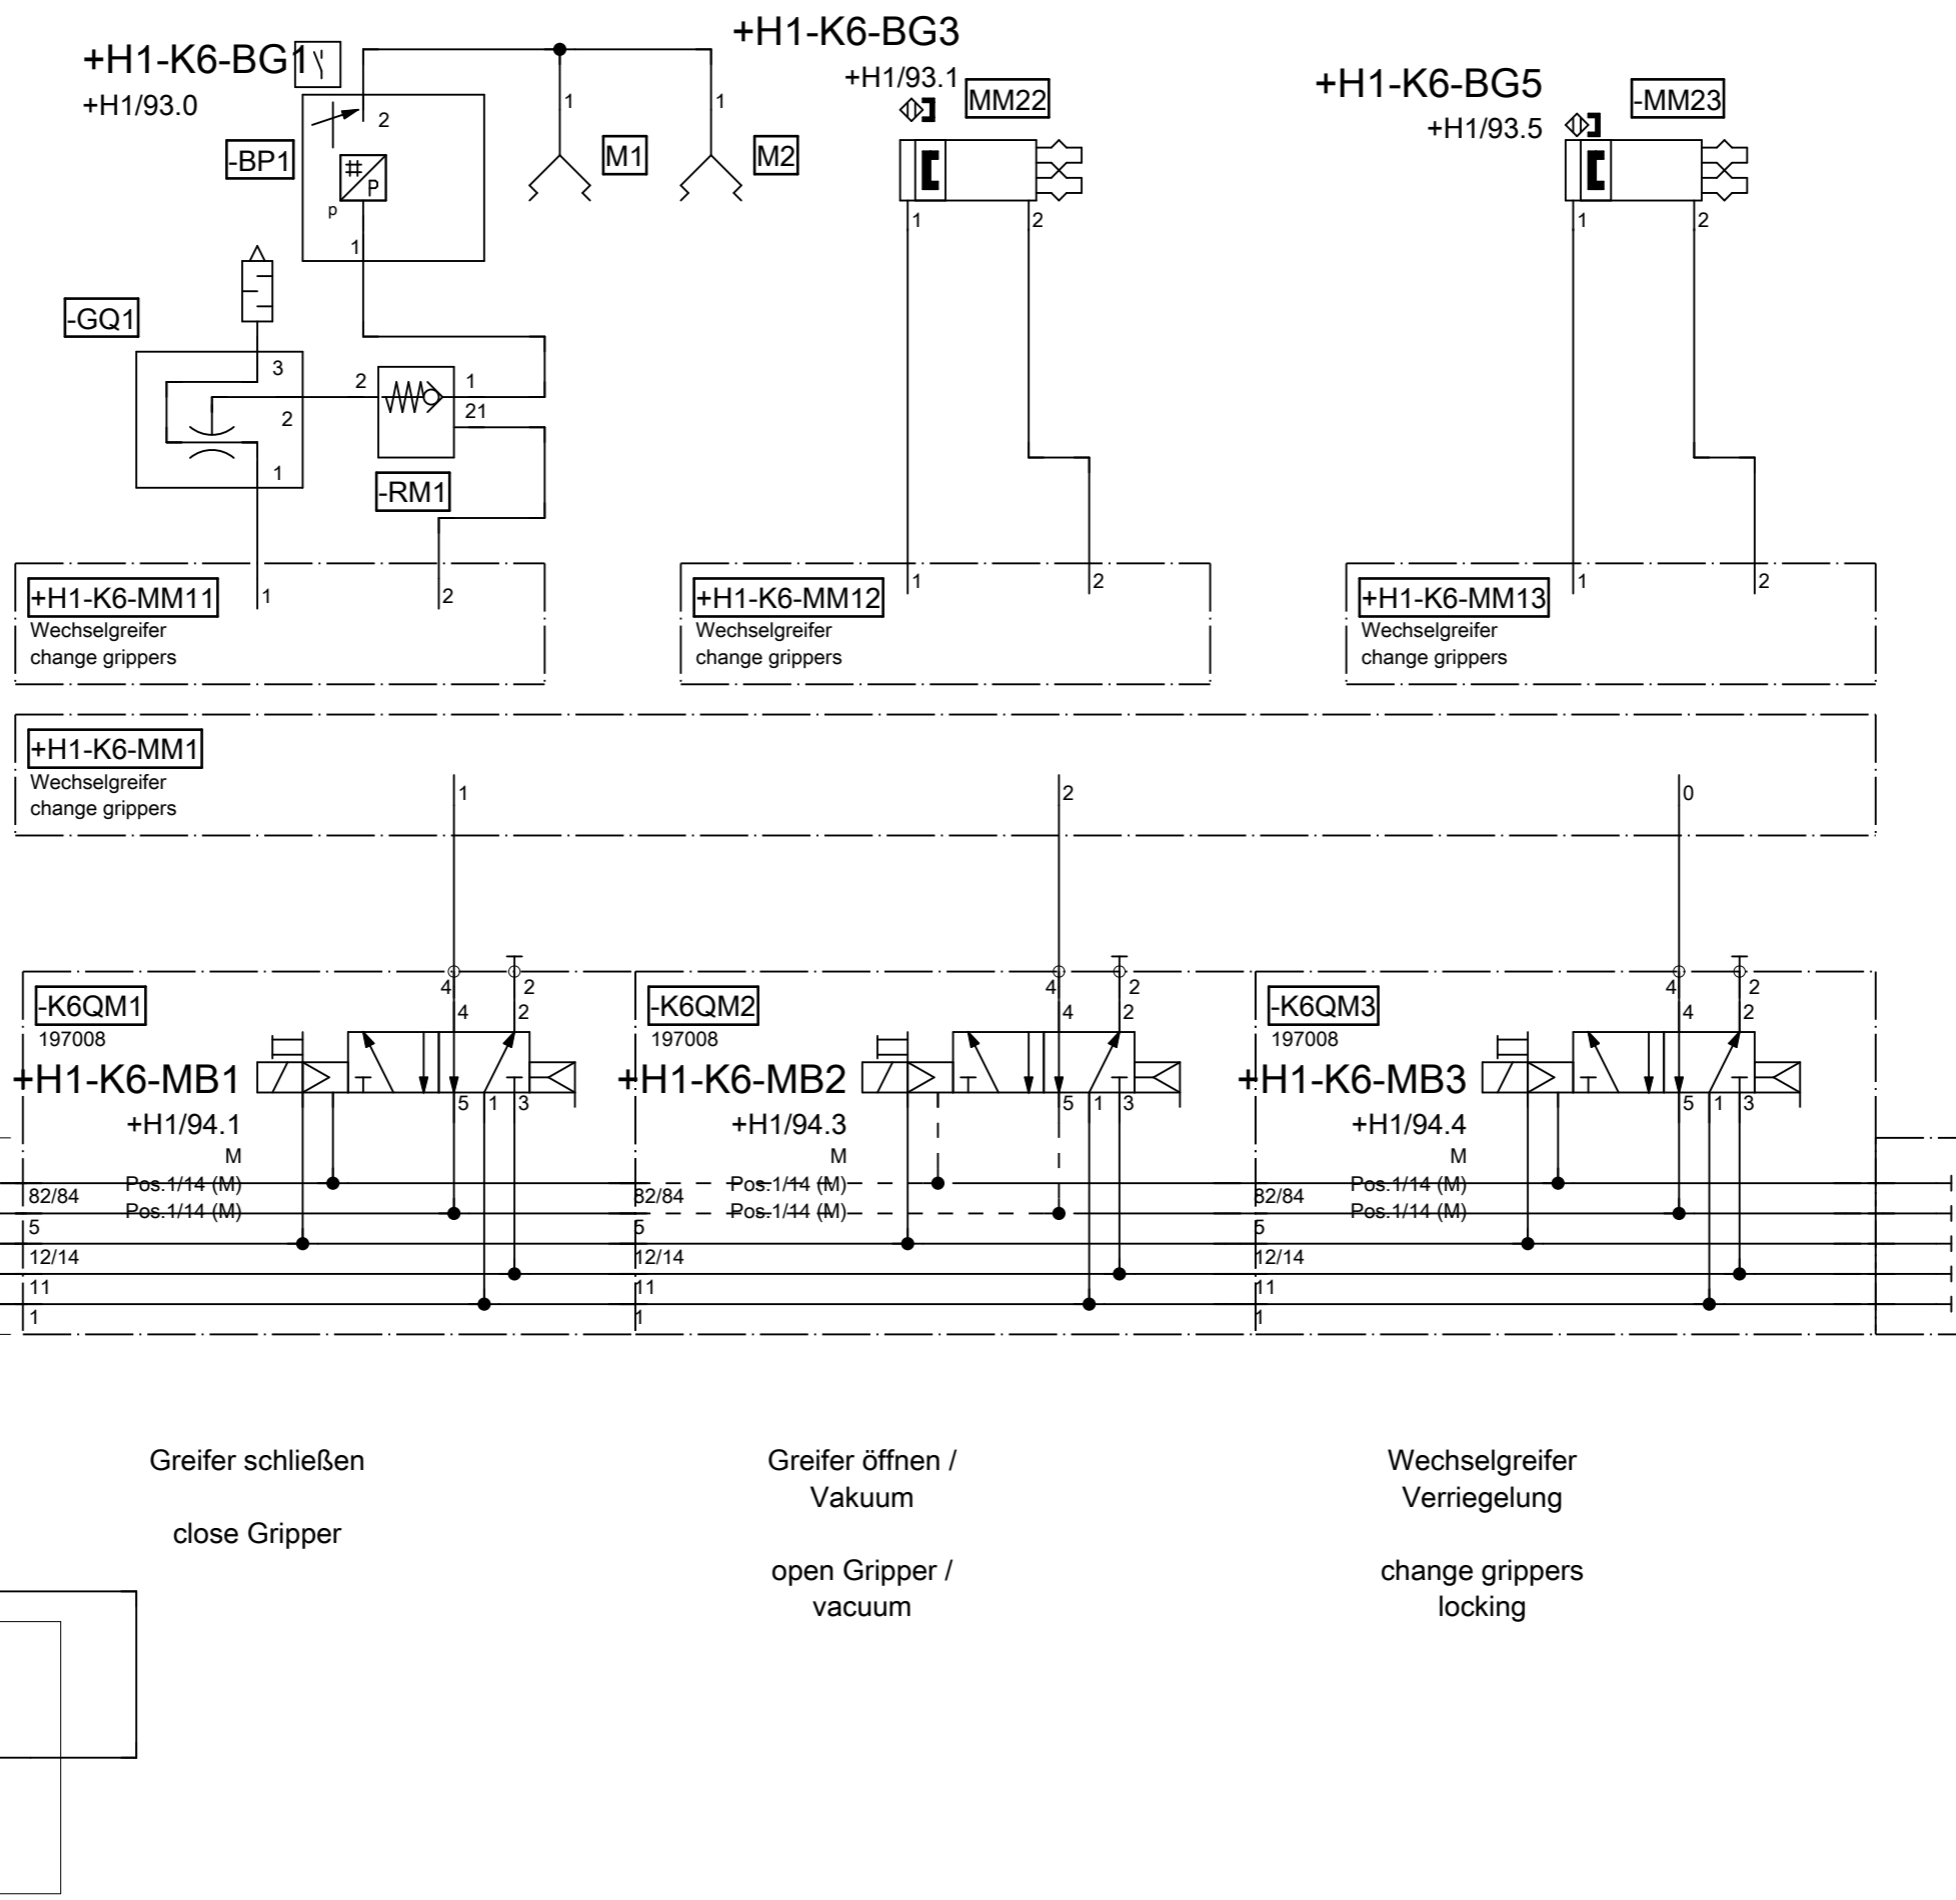 +H1-K6-BG1
+H1/93.0
-BP1
2
#
P
p
1
1
M1
1
M2
+H1-K6-BG3
+H1/93.1
MM22
1
2
+H1-K6-BG5
+H1/93.5
-MM23
1
2
-GQ1
3
2
1
2
1
21
-RM1
+H1-K6-MM11
Wechselgreifer
change grippers
1
2
+H1-K6-MM12
Wechselgreifer
change grippers
1
2
+H1-K6-MM13
Wechselgreifer
change grippers
1
2
+H1-K6-MM1
Wechselgreifer
change grippers
1
2
0
-K6QM1
197008
+H1-K6-MB1
+H1/94.1
M
Pos.1/14 (M)
Pos.1/14 (M)
4
2
4
2
5
1
3
82/84
5
12/14
11
1
-K6QM2
197008
+H1-K6-MB2
+H1/94.3
M
Pos.1/14 (M)
Pos.1/14 (M)
4
2
4
2
5
1
3
82/84
5
12/14
11
1
-K6QM3
197008
+H1-K6-MB3
+H1/94.4
M
Pos.1/14 (M)
Pos.1/14 (M)
4
2
4
2
5
1
3
82/84
5
12/14
11
1
Greifer schließen
close Gripper
Greifer öffnen /
Vakuum
open Gripper /
vacuum
Wechselgreifer
Verriegelung
change grippers
locking